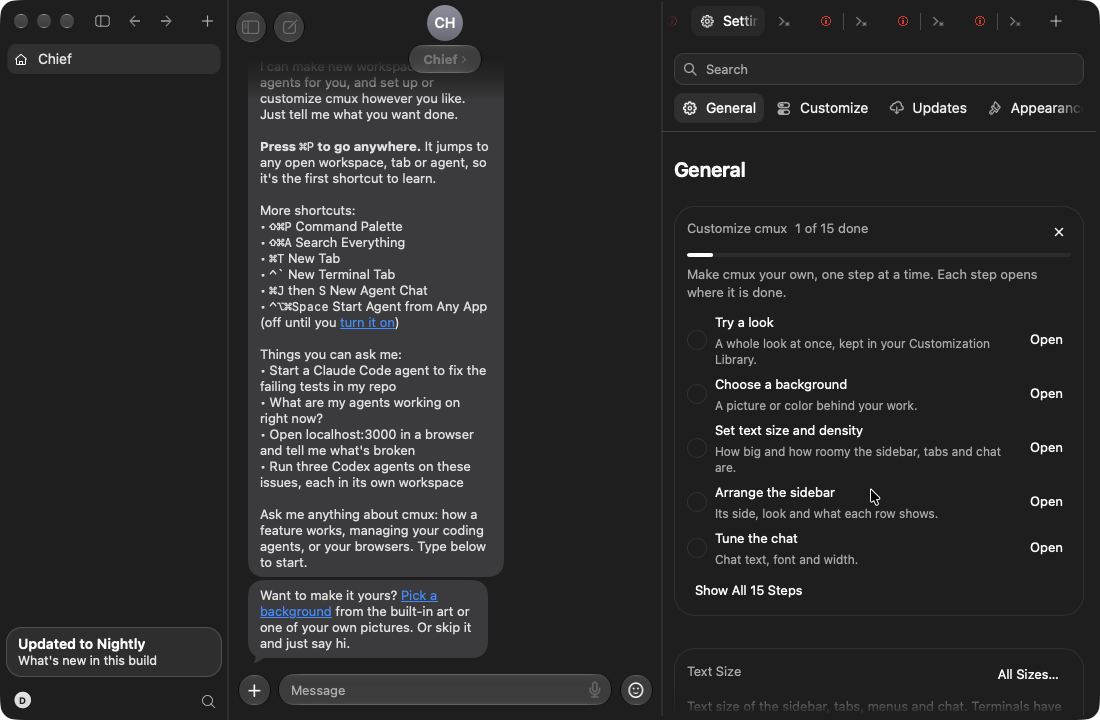 Chief
Updated to Nightly
What's new in this build
D
CH
Chief ›
I can make new
agents for you, and set up or
customize cmux however you like.
Just tell me what you want done.
Press ⌘P to go anywhere. It jumps to
any open workspace, tab or agent, so
it's the first shortcut to learn.
More shortcuts:
• ⇧⌘P Command Palette
• ⇧⌘A Search Everything
• ⌘T New Tab
• ^` New Terminal Tab
• ⌘J then S New Agent Chat
• ^⌥⌘Space Start Agent from Any App
(off until you turn it on)
Things you can ask me:
• Start a Claude Code agent to fix the
failing tests in my repo
• What are my agents working on
right now?
• Open localhost:3000 in a browser
and tell me what's broken
• Run three Codex agents on these
issues, each in its own workspace
Ask me anything about cmux: how a
feature works, managing your coding
agents, or your browsers. Type below
to start.
Want to make it yours? Pick a
background from the built-in art or
one of your own pictures. Or skip it
and just say hi.
Message
Settin
Search
General
Customize
Updates
Appearanc
General
Customize cmux 1 of 15 done
Make cmux your own, one step at a time. Each step opens
where it is done.
Try a look
A whole look at once, kept in your Customization
Library.
Open
Choose a background
A picture or color behind your work.
Open
Set text size and density
How big and how roomy the sidebar, tabs and chat
are.
Open
Arrange the sidebar
Its side, look and what each row shows.
Open
Tune the chat
Chat text, font and width.
Open
Show All 15 Steps
Text Size
All Sizes...
Text size of the sidebar, tabs, menus and chat. Terminals have